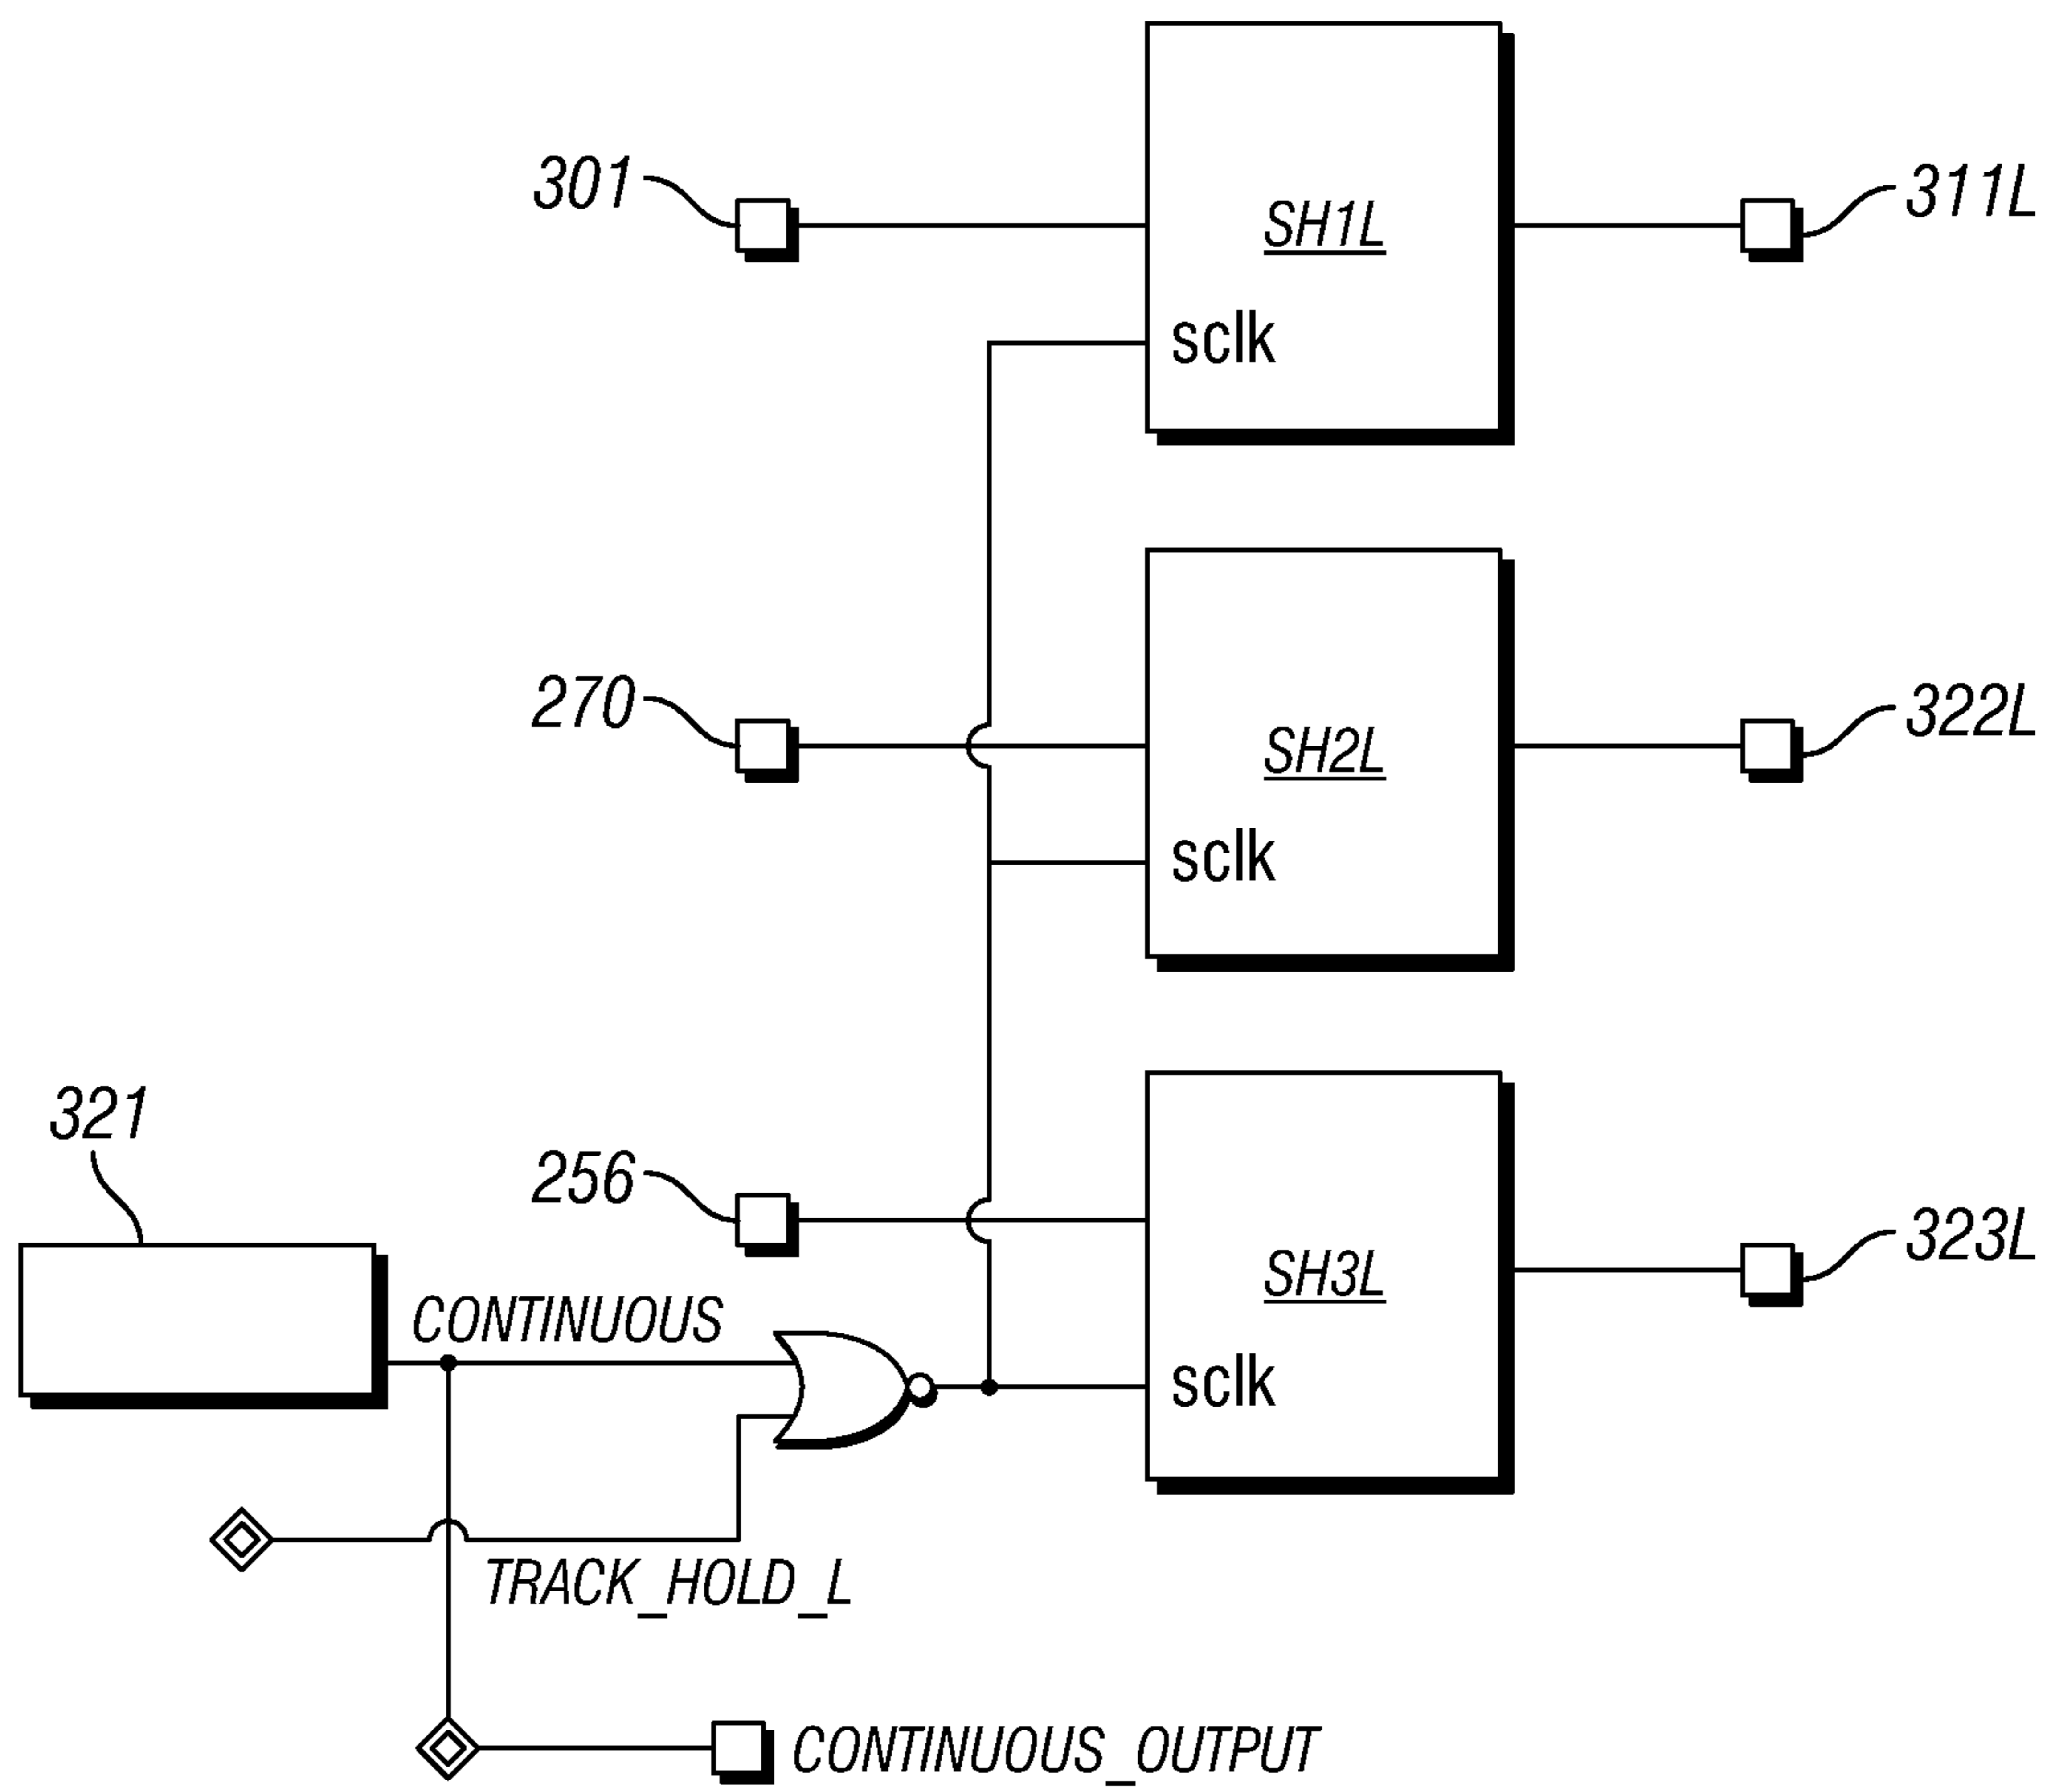 301
SH1L
311L
sclk
270
SH2L
322L
sclk
321
256
SH3L
323L
CONTINUOUS
sclk
TRACK_HOLD_L
CONTINUOUS_OUTPUT